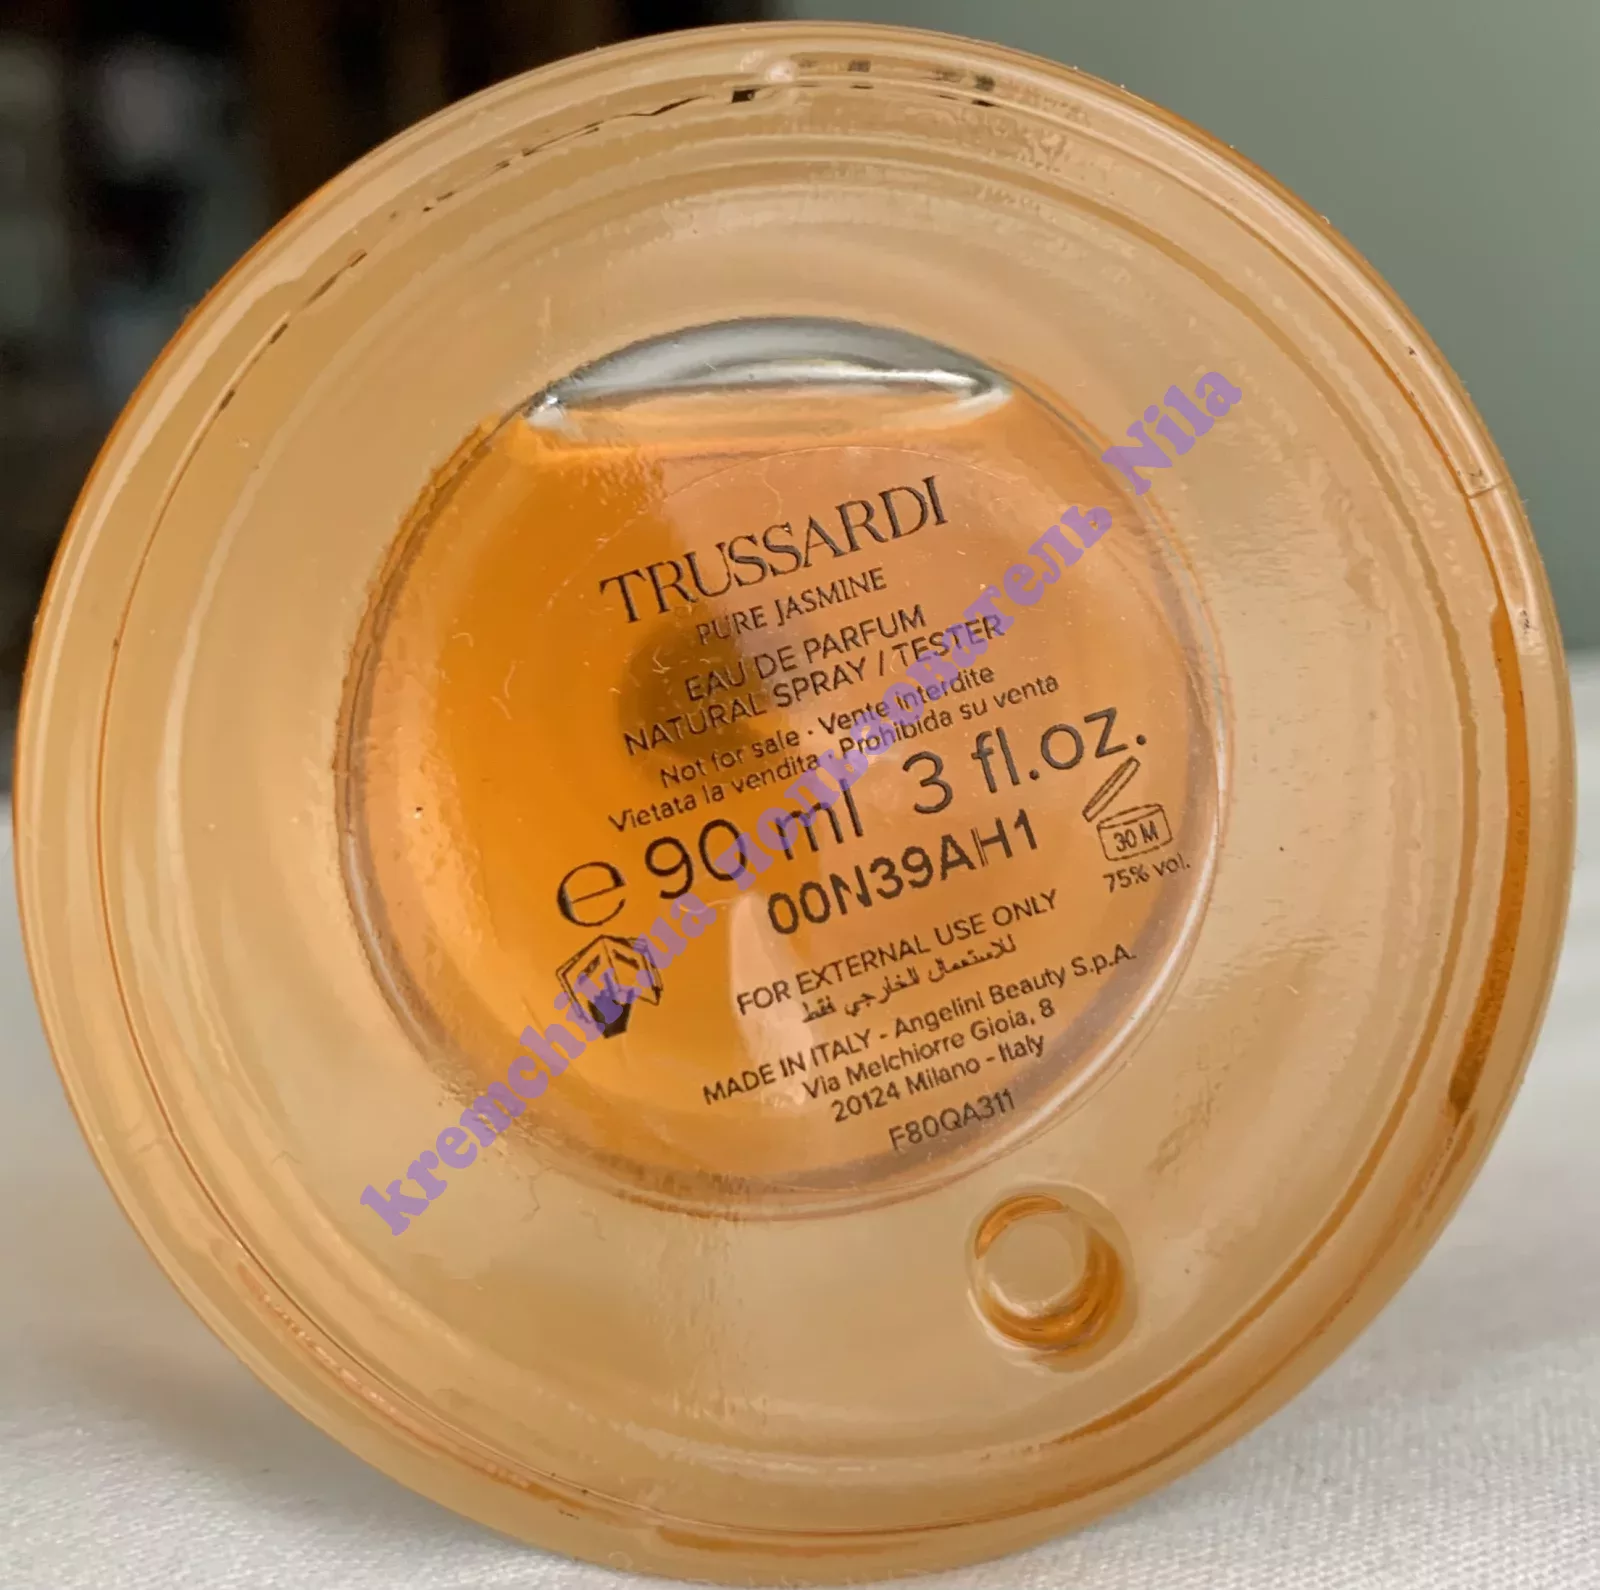 TRUSSARDI
PURE JASMINE
EAU DE PARFUM
NATURAL SPRAY / TESTER
Not for sale · Vente interdite
Vietata la vendita · Prohibida su venta
e 90 ml 3 fl.oz.
00N39AH1
30 M
75% vol.
FOR EXTERNAL USE ONLY
للاستعمال الخارجي فقط
MADE IN ITALY - Angelini Beauty S.p.A.
Via Melchiorre Gioia, 8
20124 Milano - Italy
F80QA311
kremchik.ua пользователь Nila